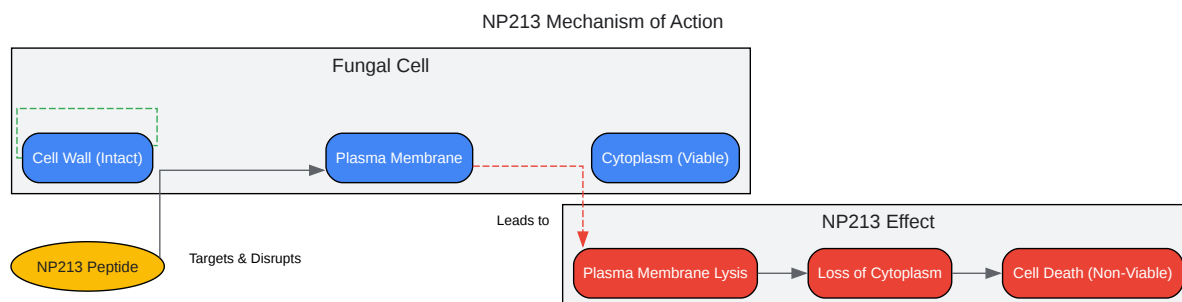 NP213 Mechanism of Action
Fungal Cell
Cell Wall (Intact)
Plasma Membrane
Cytoplasm (Viable)
Leads to
NP213 Effect
NP213 Peptide
Targets & Disrupts
Plasma Membrane Lysis
Loss of Cytoplasm
Cell Death (Non-Viable)